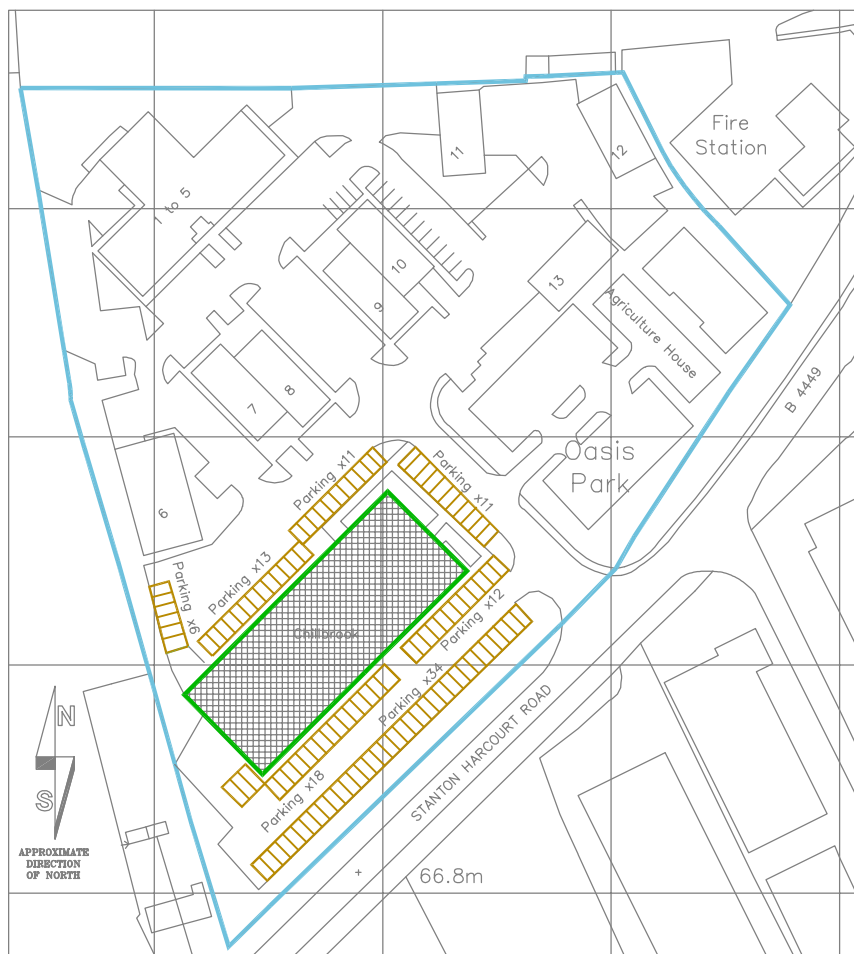 Fire
Station
11
12
1 to 5
10
9
13
Agriculture House
B 4449
8
7
Oasis
Park
6
Parking x11
Parking x11
Parking x13
Parking x6
Parking x12
Chilbrook
Parking x34
Parking x18
STANTON HARCOURT ROAD
N
S
APPROXIMATE
DIRECTION
OF NORTH
66.8m